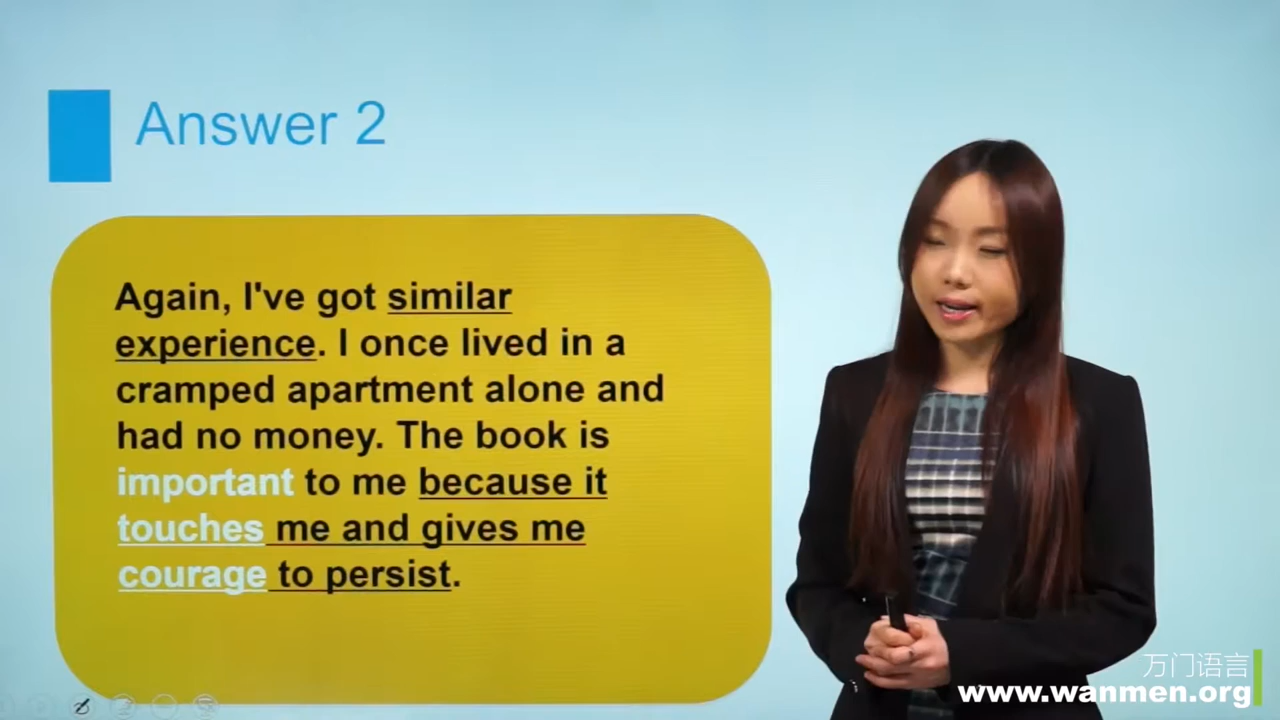 Answer 2
Again, I've got similar
experience. I once lived in a
cramped apartment alone and
had no money. The book is
important to me because it
touches me and gives me
courage to persist.
万门语言
www.wanmen.org